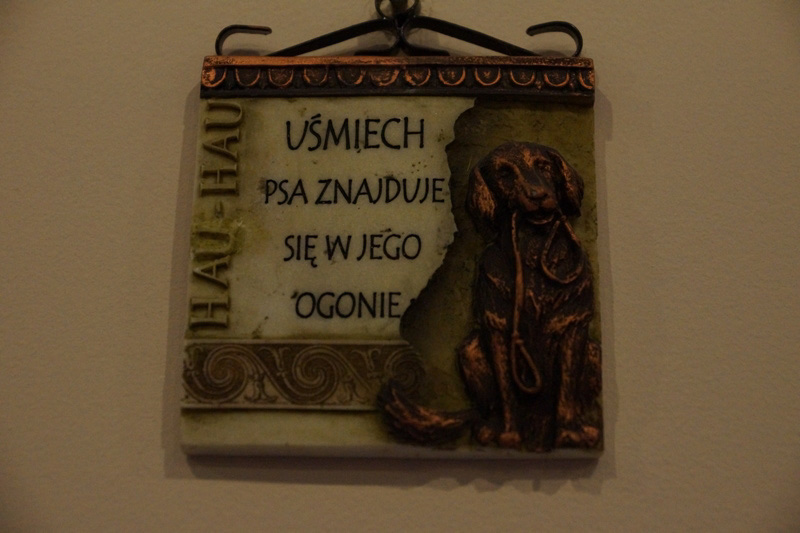 HAU-HAU
UŚMIECH
PSA ZNAJDUJE
SIĘ W JEGO
OGONIE